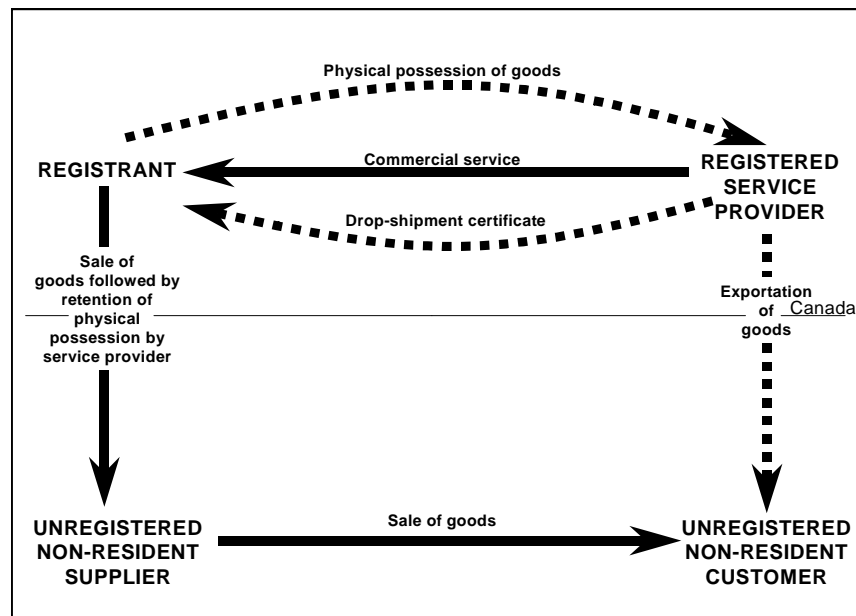 Physical possession of goods
REGISTRANT
Commercial service
REGISTERED
SERVICE
PROVIDER
Drop-shipment certificate
Sale of
goods followed by
retention of
physical
possession by
service provider
Exportation
of
goods
Canada
UNREGISTERED
NON-RESIDENT
SUPPLIER
Sale of goods
UNREGISTERED
NON-RESIDENT
CUSTOMER